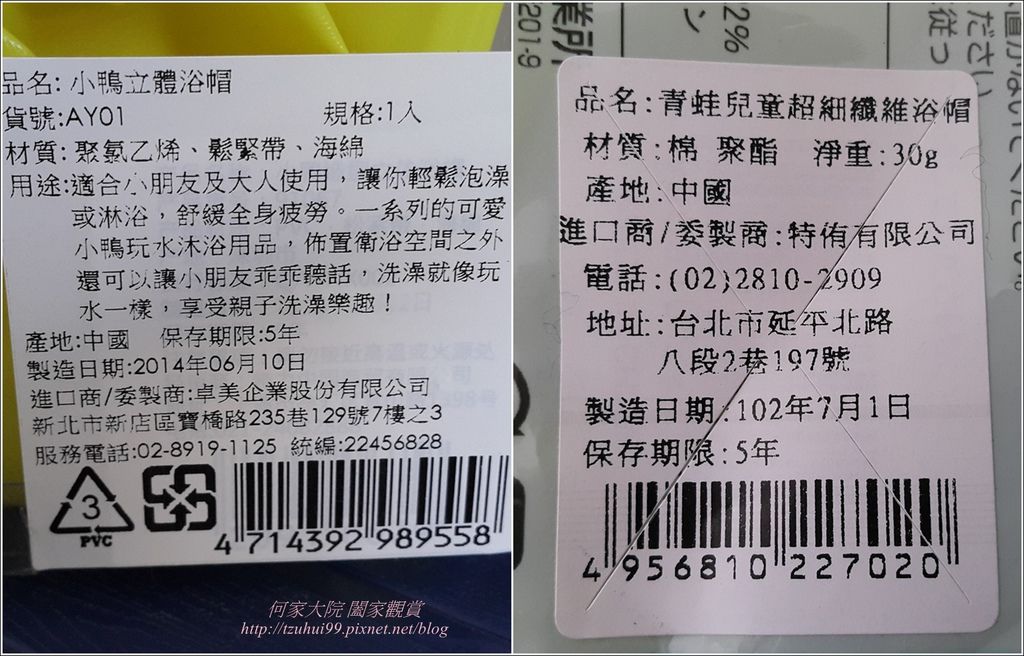 品名: 小鴨立體浴帽
貨號:AY01 規格:1人
材質: 聚氯乙烯、鬆緊帶、海綿
用途:適合小朋友及大人使用，讓你輕鬆泡澡
或淋浴，舒緩全身疲勞。一系列的可愛
小鴨玩水沐浴用品，佈置衛浴空間之外
還可以讓小朋友乖乖聽話，洗澡就像玩
水一樣，享受親子洗澡樂趣！
產地:中國 保存期限:5年
製造日期:2014年06月10日
進口商/委製商:卓美企業股份有限公司
新北市新店區寶橋路235巷129號7樓之3
服務電話:02-8919-1125 統編:22456828
3
PVC
4 714392 989558
何家大院 闔家觀賞
http://tzuhui99.pixnet.net/blog
201-9
2%
ン
ださい
従っ
品名:青蛙兒童超細纖維浴帽
材質:棉 聚酯 淨重:30g
產地:中國
進口商/委製商:特侑有限公司
電話:(02)2810-2909
地址:台北市延平北路
八段2巷197號
製造日期:102年7月1日
保存期限:5年
4 956810 227020